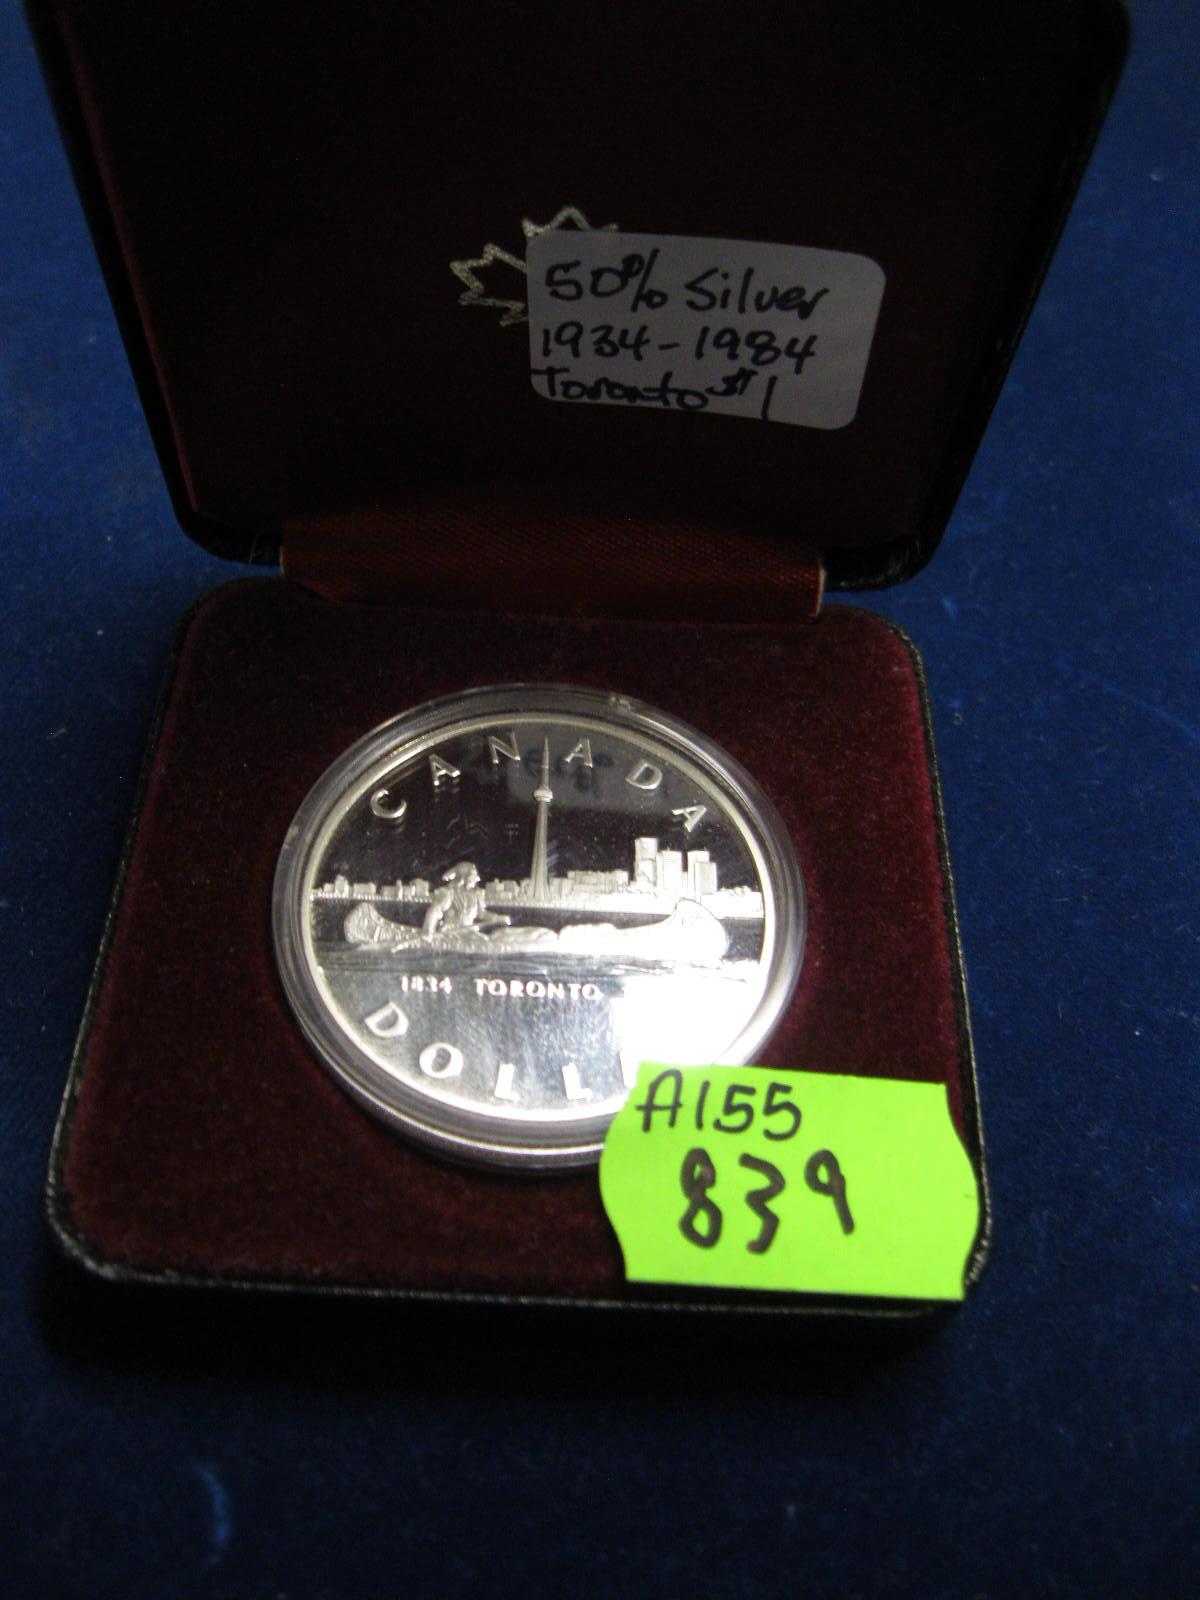 50% Silver
1934-1984
Toronto $1
CANADA
1834 TORONTO
DOLL
A155
839